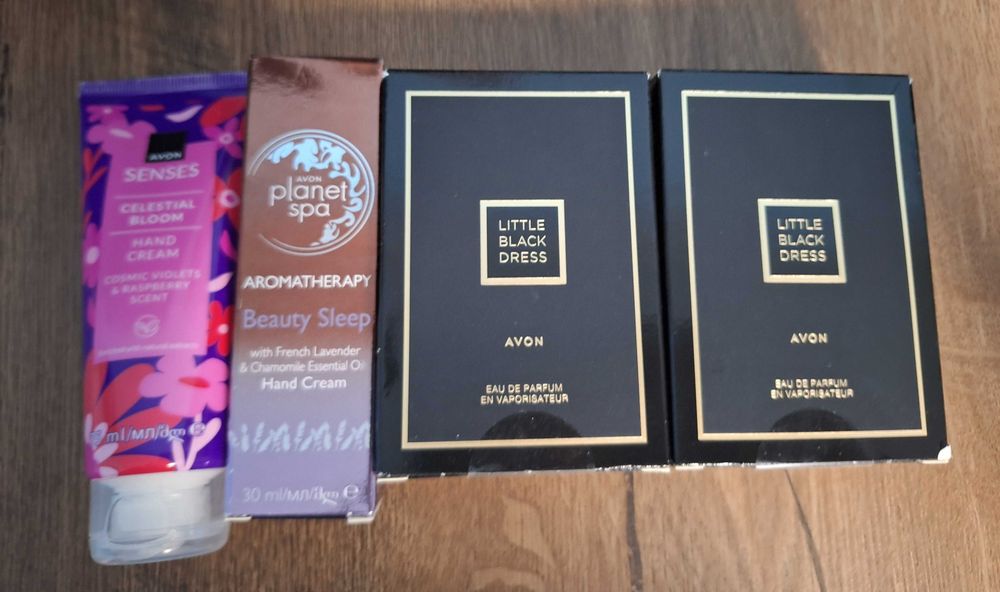 AVON
SENSES
CELESTIAL
BLOOM
HAND
CREAM
COSMIC VIOLETS
& RASPBERRY
SCENT
ml/мл/მლ
AVON
planet
spa
AROMATHERAPY
Beauty Sleep
with French Lavender
& Chamomile Essential Oil
Hand Cream
30 ml/мл/მლ ℮
LITTLE
BLACK
DRESS
AVON
EAU DE PARFUM
EN VAPORISATEUR
LITTLE
BLACK
DRESS
AVON
EAU DE PARFUM
EN VAPORISATEUR